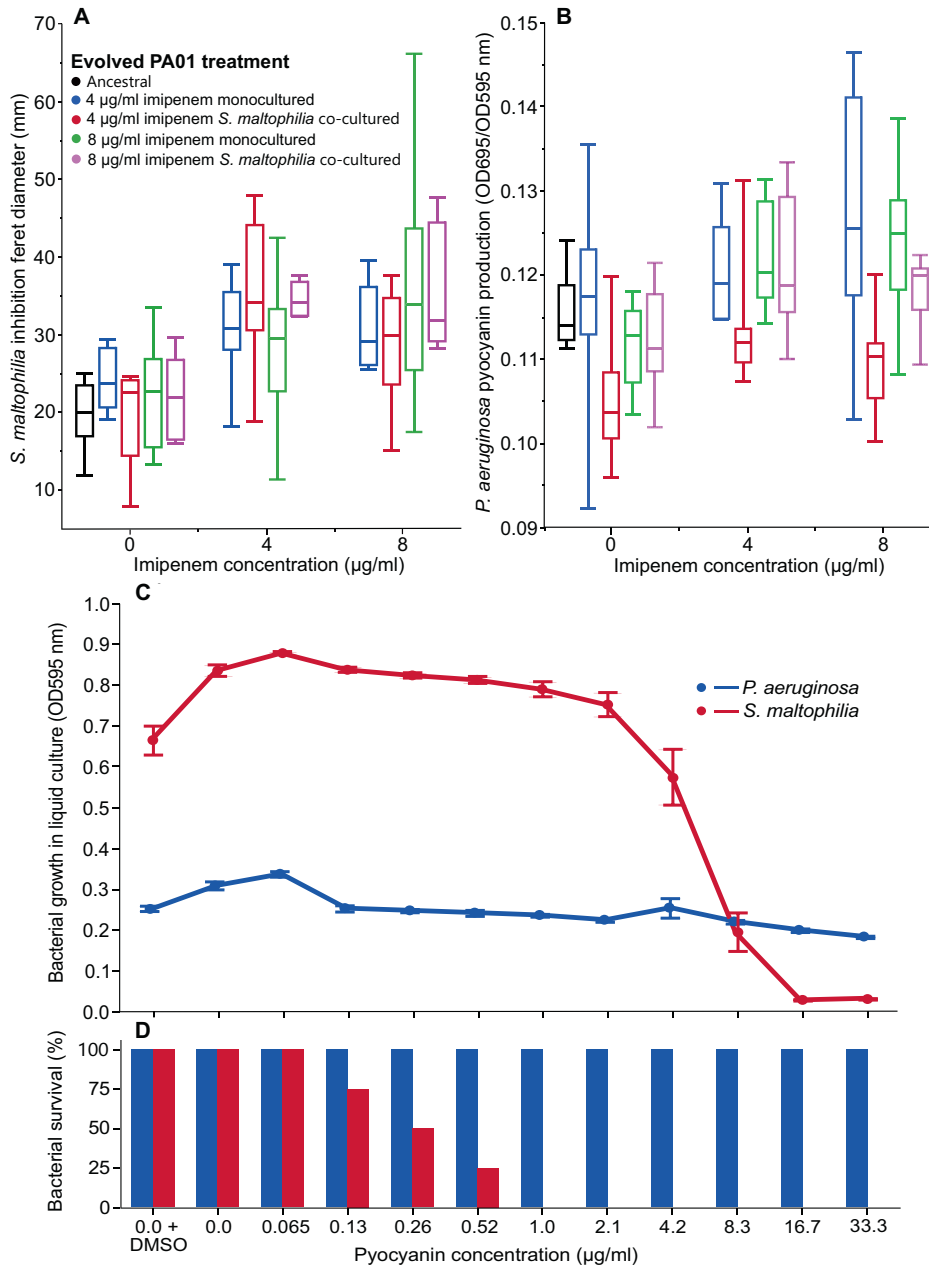 A
S. maltophilia inhibition feret diameter (mm)
70
60
50
40
30
20
10
Evolved PA01 treatment
Ancestral
4 µg/ml imipenem monocultured
4 µg/ml imipenem S. maltophilia co-cultured
8 µg/ml imipenem monocultured
8 µg/ml imipenem S. maltophilia co-cultured
0 4 8
Imipenem concentration (µg/ml)
B
P. aeruginosa pyocyanin production (OD695/OD595 nm)
0.15
0.14
0.13
0.12
0.11
0.10
0.09
0 4 8
Imipenem concentration (µg/ml)
C
Bacterial growth in liquid culture (OD595 nm)
1.0
0.9
0.8
0.7
0.6
0.5
0.4
0.3
0.2
0.1
0.0
P. aeruginosa
S. maltophilia
D
Bacterial survival (%)
100
75
50
25
0
0.0 + 0.0 0.065 0.13 0.26 0.52 1.0 2.1 4.2 8.3 16.7 33.3
DMSO
Pyocyanin concentration (µg/ml)